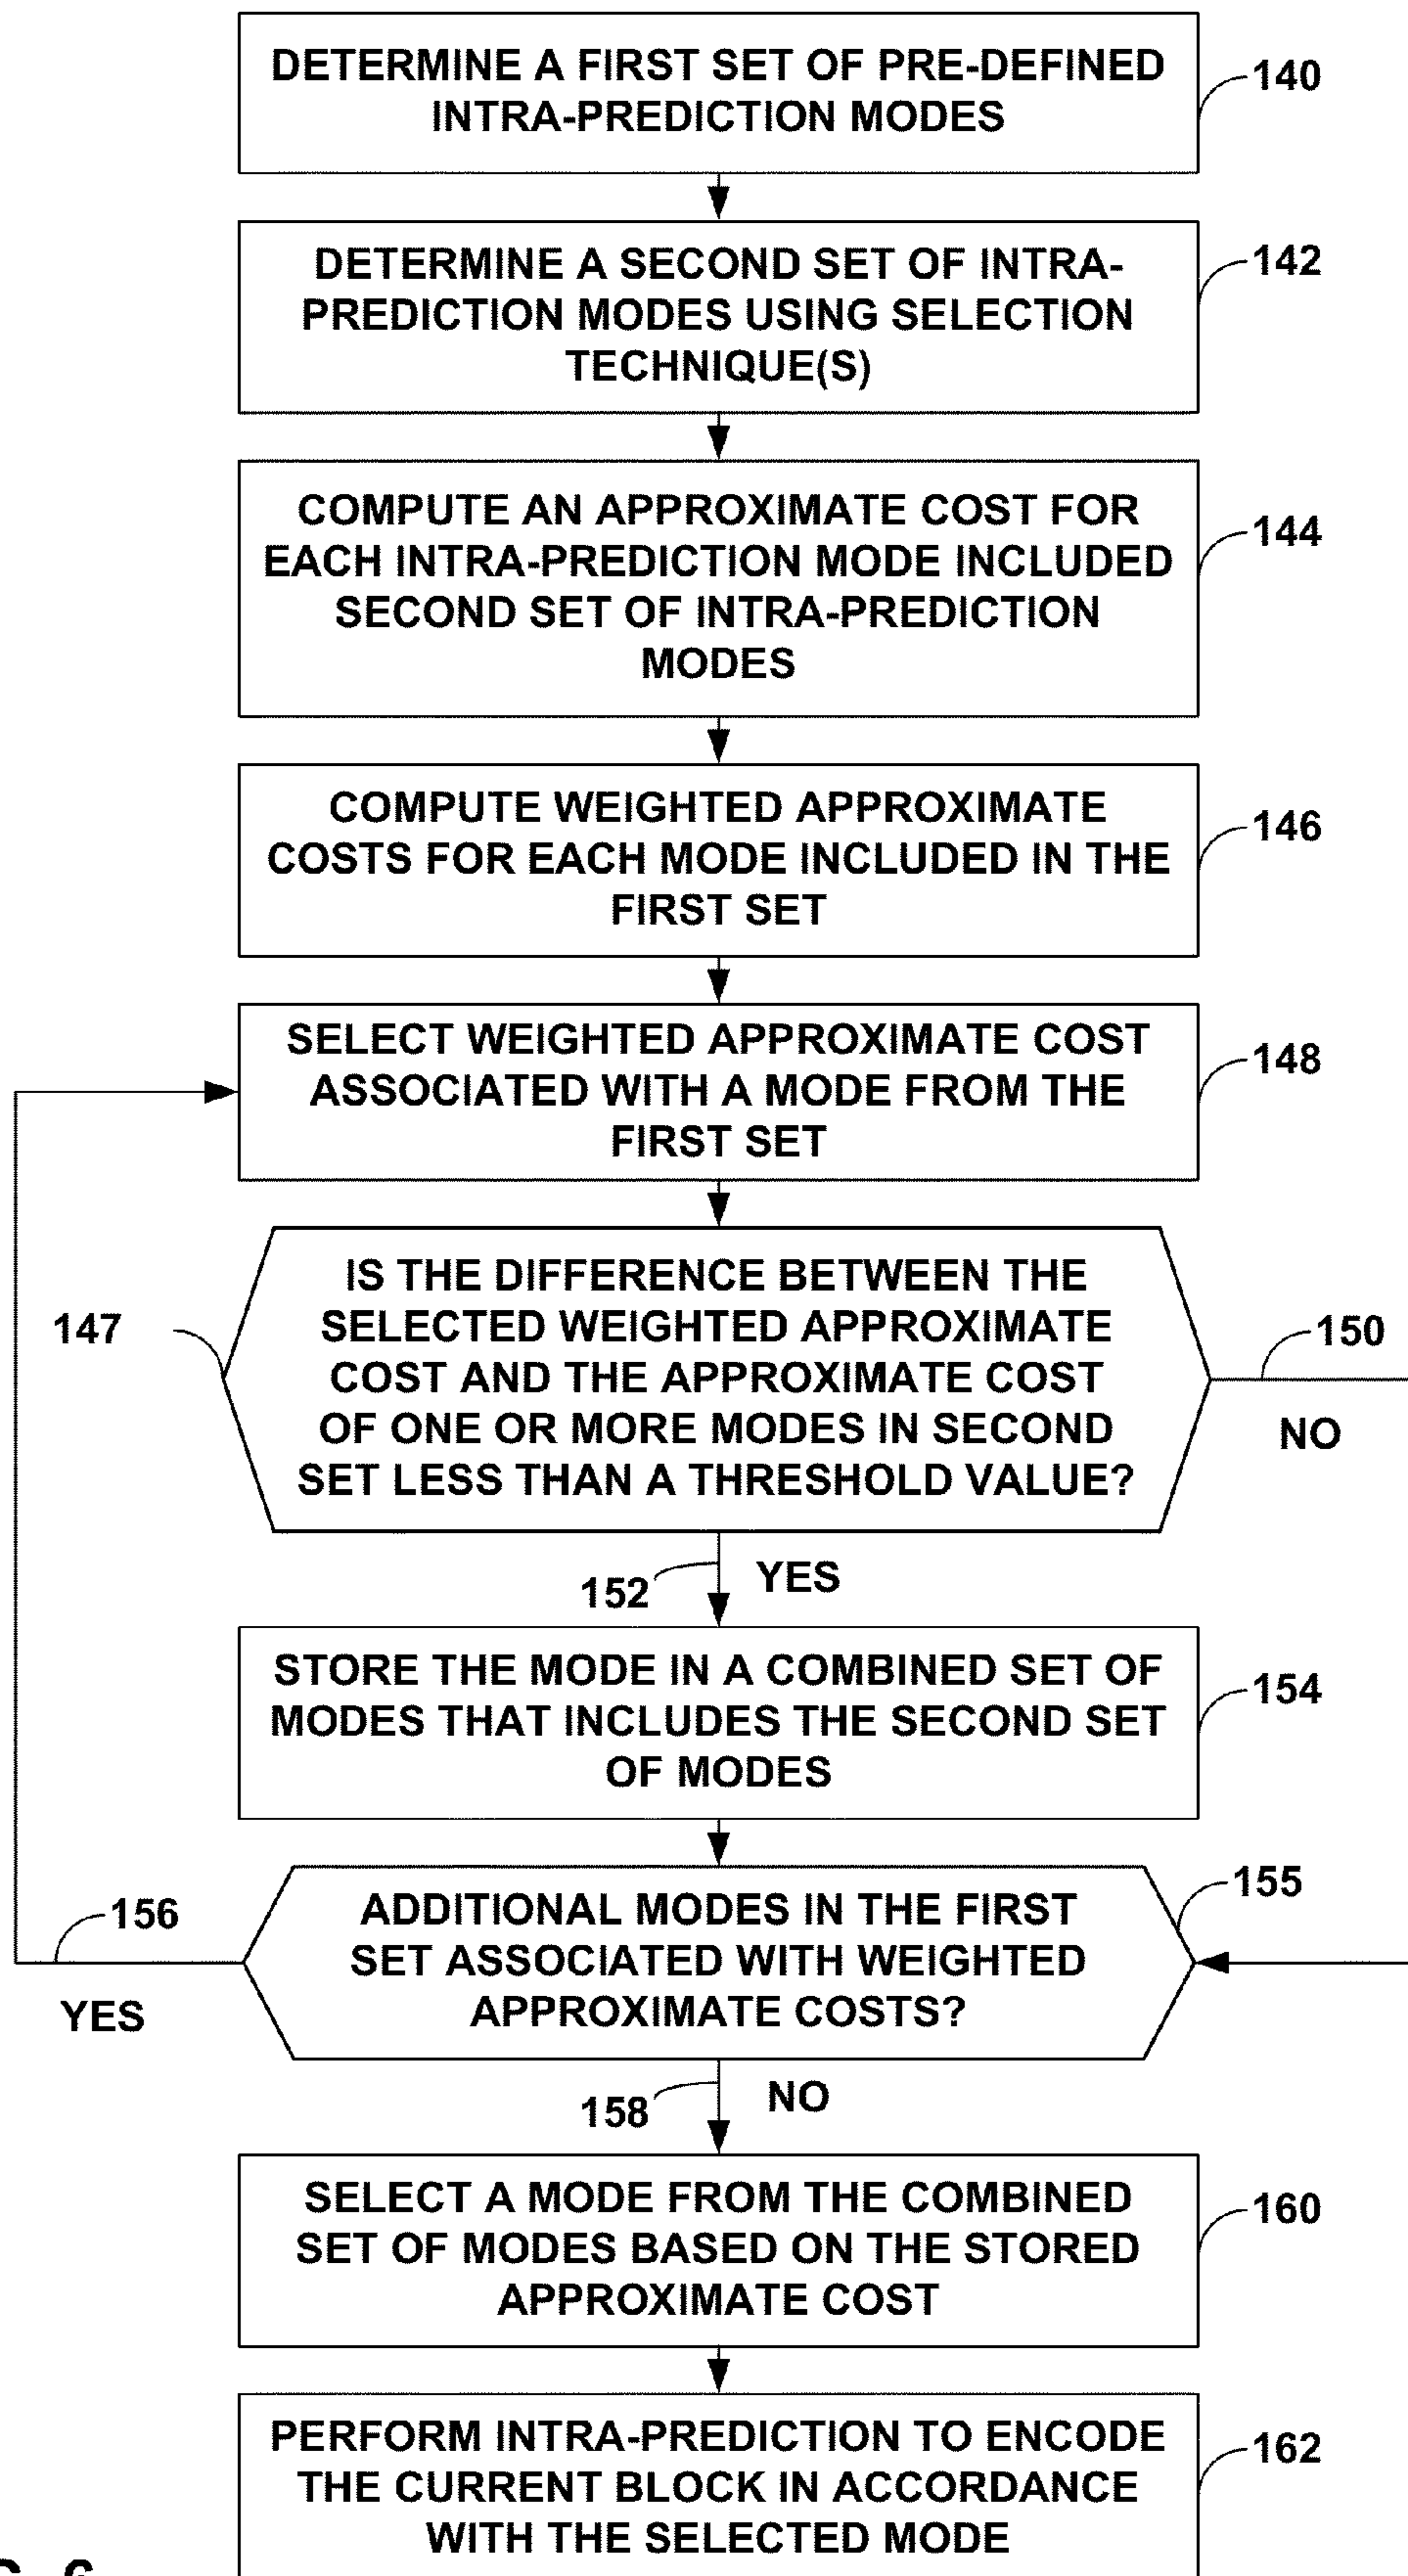 DETERMINE A FIRST SET OF PRE-DEFINED
INTRA-PREDICTION MODES
140
DETERMINE A SECOND SET OF INTRA-
PREDICTION MODES USING SELECTION
TECHNIQUE(S)
142
COMPUTE AN APPROXIMATE COST FOR
EACH INTRA-PREDICTION MODE INCLUDED
SECOND SET OF INTRA-PREDICTION
MODES
144
COMPUTE WEIGHTED APPROXIMATE
COSTS FOR EACH MODE INCLUDED IN THE
FIRST SET
146
SELECT WEIGHTED APPROXIMATE COST
ASSOCIATED WITH A MODE FROM THE
FIRST SET
148
IS THE DIFFERENCE BETWEEN THE
SELECTED WEIGHTED APPROXIMATE
COST AND THE APPROXIMATE COST
OF ONE OR MORE MODES IN SECOND
SET LESS THAN A THRESHOLD VALUE?
147
150
NO
152
YES
STORE THE MODE IN A COMBINED SET OF
MODES THAT INCLUDES THE SECOND SET
OF MODES
154
ADDITIONAL MODES IN THE FIRST
SET ASSOCIATED WITH WEIGHTED
APPROXIMATE COSTS?
155
156
YES
158
NO
SELECT A MODE FROM THE COMBINED
SET OF MODES BASED ON THE STORED
APPROXIMATE COST
160
PERFORM INTRA-PREDICTION TO ENCODE
THE CURRENT BLOCK IN ACCORDANCE
WITH THE SELECTED MODE
162